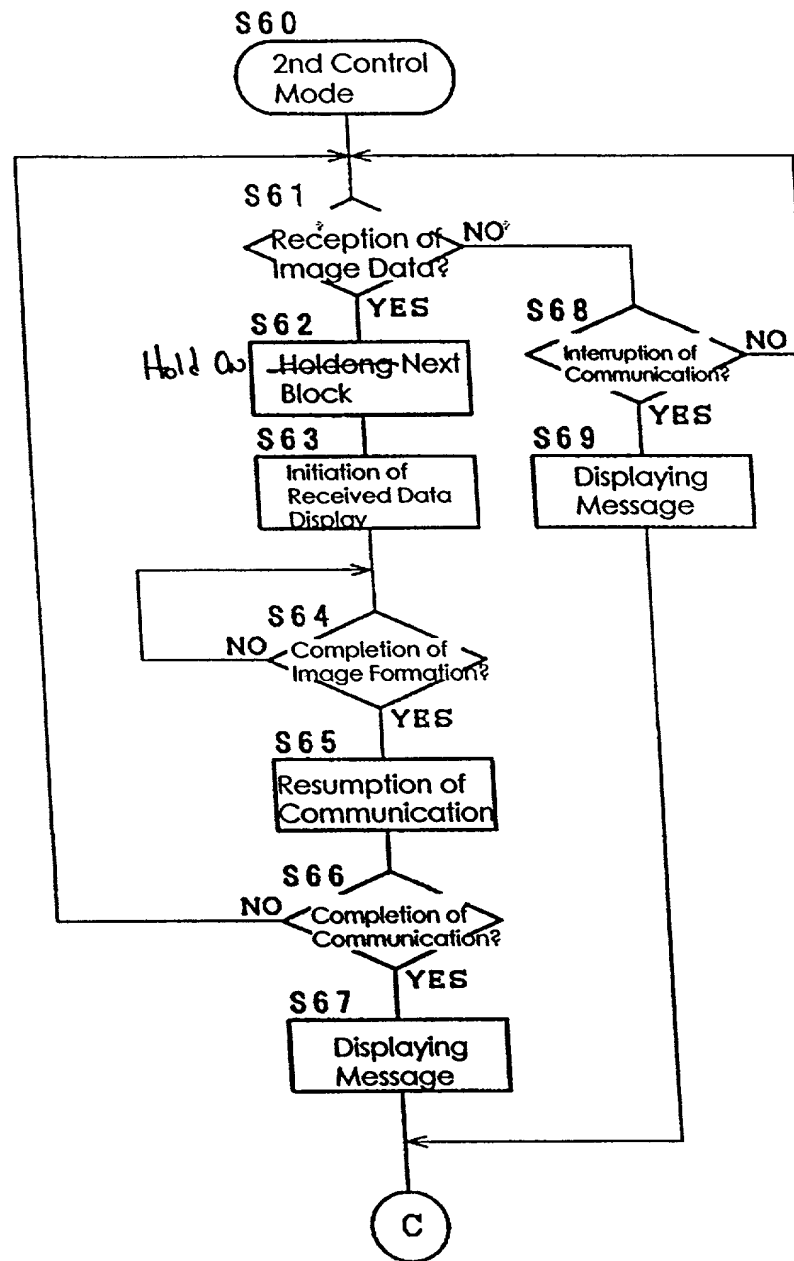 S60
2nd Control
Mode
S61
Reception of
Image Data?
NO
YES
S62
Hold On Holdong Next
Block
S63
Initiation of
Received Data
Display
S64
NO
Completion of
Image Formation?
YES
S65
Resumption of
Communication
S66
NO
Completion of
Communication?
YES
S67
Displaying
Message
S68
Interruption of
Communication?
NO
YES
S69
Displaying
Message
C